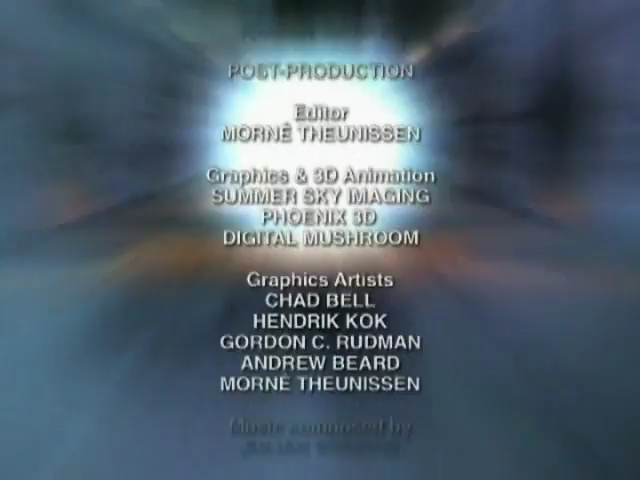 POST-PRODUCTION
Editor
MORNÉ THEUNISSEN
Graphics & 3D Animation
SUMMER SKY IMAGING
PHOENIX 3D
DIGITAL MUSHROOM
Graphics Artists
CHAD BELL
HENDRIK KOK
GORDON C. RUDMAN
ANDREW BEARD
MORNÉ THEUNISSEN
Music composed by